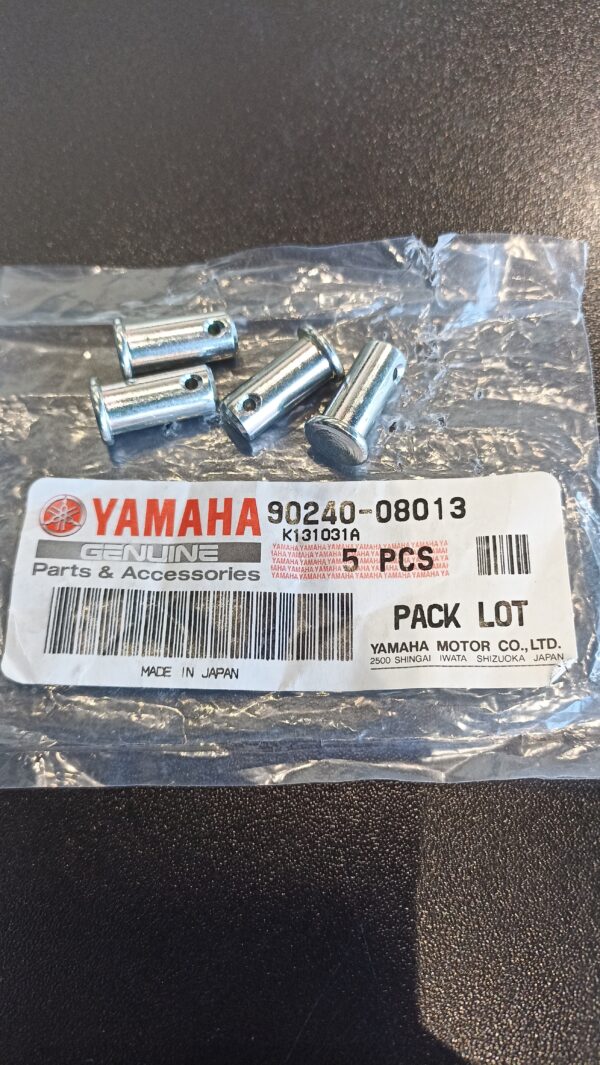 YAMAHA 90240-08013
K131031A
GENUINE
5 PCS
Parts & Accessories
PACK LOT
YAMAHA MOTOR CO.,LTD.
2500 SHINGAI IWATA SHIZUOKA JAPAN
MADE IN JAPAN